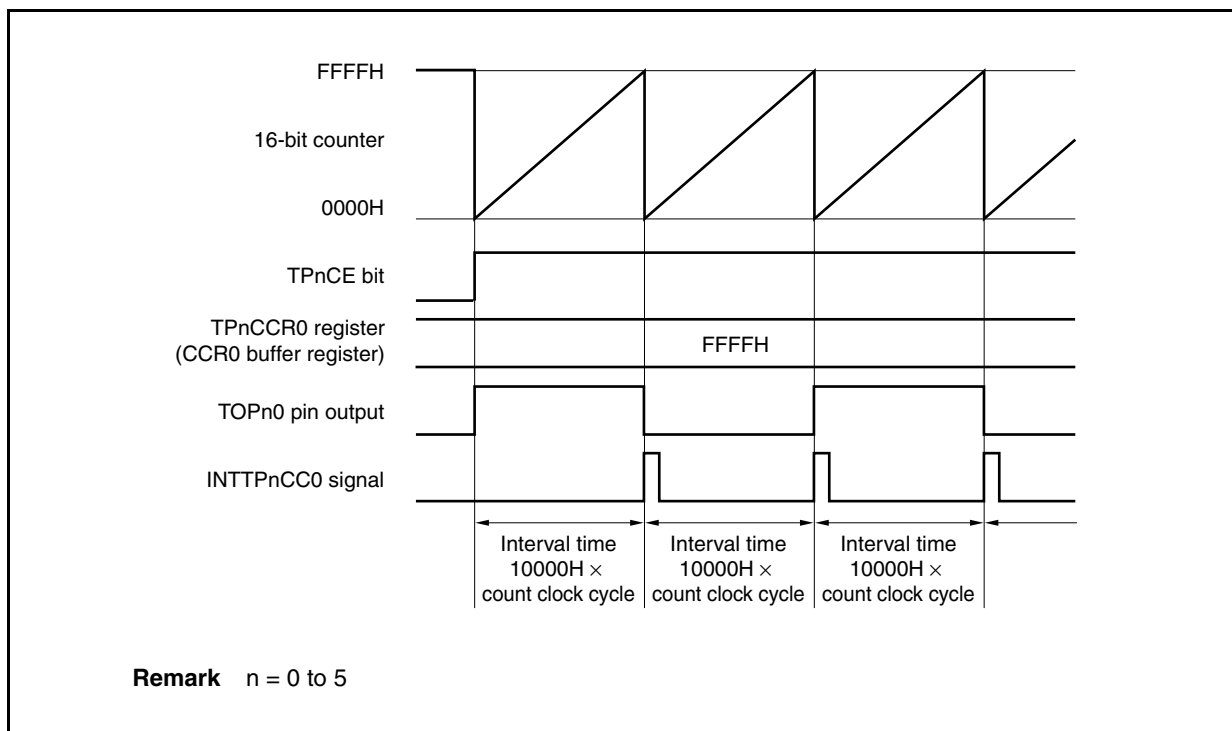 FFFFH
16-bit counter
0000H
TPnCE bit
TPnCCR0 register
(CCR0 buffer register)
FFFFH
TOPn0 pin output
INTTPnCC0 signal
Interval time
10000H ×
count clock cycle
Interval time
10000H ×
count clock cycle
Interval time
10000H ×
count clock cycle
Remark n = 0 to 5